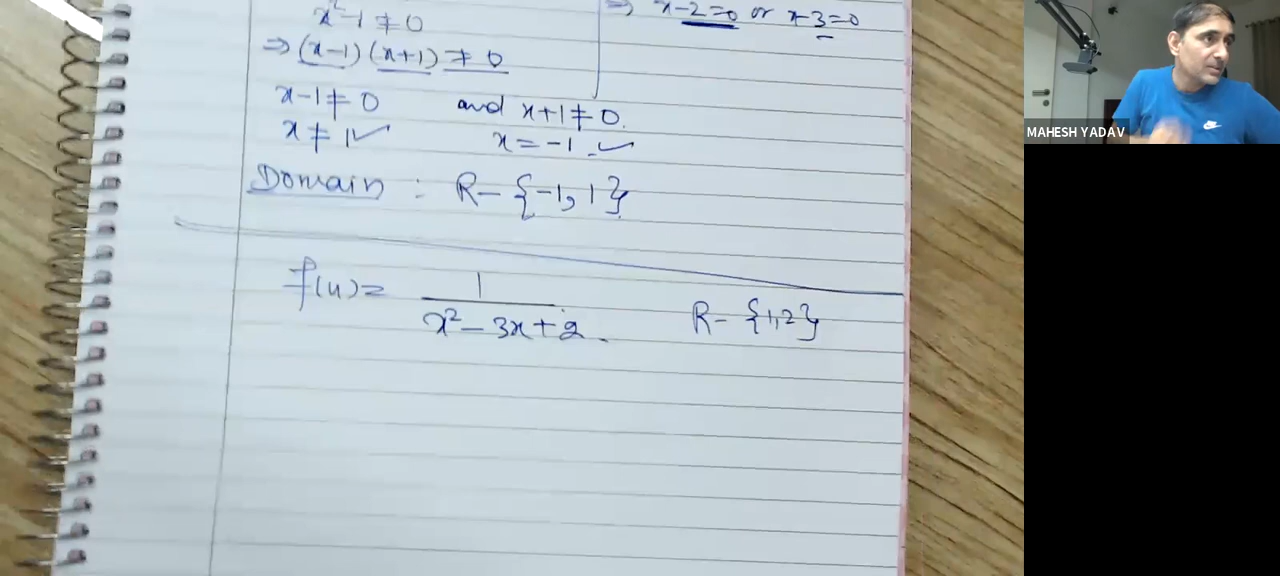 x²-1≠0
⇒ (x-1) (x+1) ≠ 0
x-1≠0 and x+1≠0.
x≠1✓ x=-1.✓
Domain : R-{-1, 1}
⇒ x-2=0 or x-3=0
f(x)= 1/(x²-3x+2). R-{1,2}
MAHESH YADAV